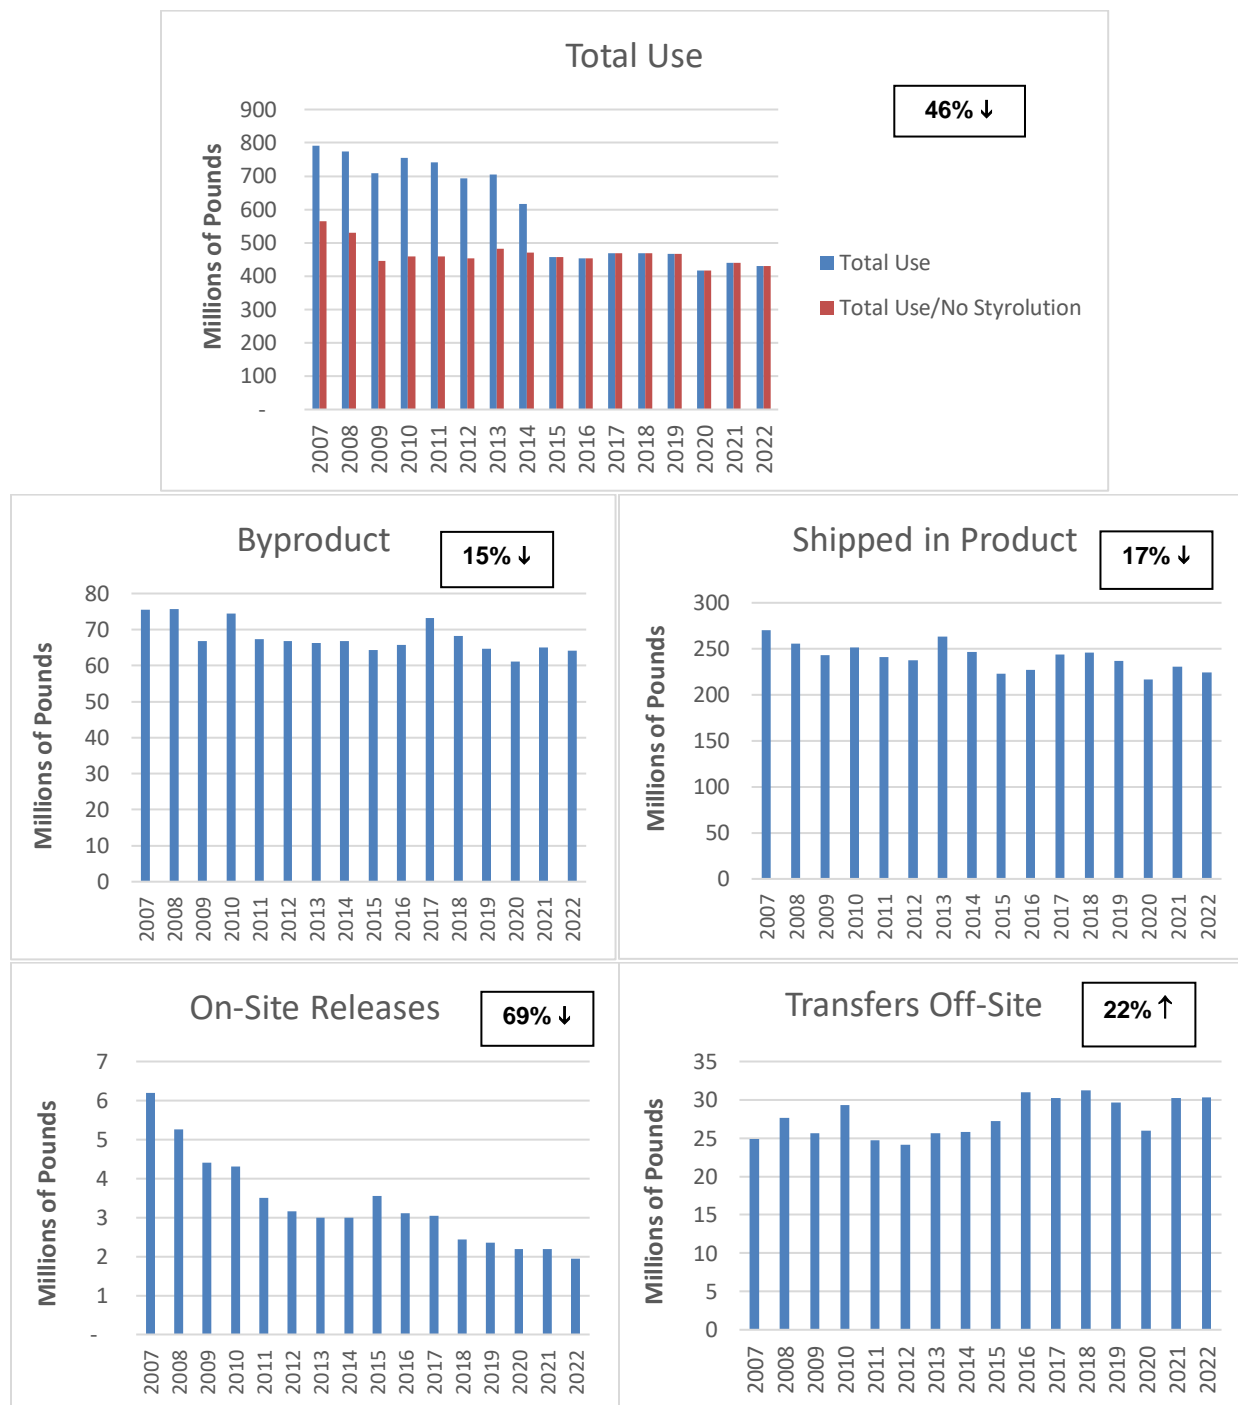 Total Use
46% ↓
Millions of Pounds
900
800
700
600
500
400
300
200
100
-
2007 2008 2009 2010 2011 2012 2013 2014 2015 2016 2017 2018 2019 2020 2021 2022
Total Use
Total Use/No Styrolution
Byproduct
15% ↓
Millions of Pounds
80
70
60
50
40
30
20
10
0
2007 2008 2009 2010 2011 2012 2013 2014 2015 2016 2017 2018 2019 2020 2021 2022
Shipped in Product
17% ↓
Millions of Pounds
300
250
200
150
100
50
0
2007 2008 2009 2010 2011 2012 2013 2014 2015 2016 2017 2018 2019 2020 2021 2022
On-Site Releases
69% ↓
Millions of Pounds
7
6
5
4
3
2
1
-
2007 2008 2009 2010 2011 2012 2013 2014 2015 2016 2017 2018 2019 2020 2021 2022
Transfers Off-Site
22% ↑
Millions of Pounds
35
30
25
20
15
10
5
0
2007 2008 2009 2010 2011 2012 2013 2014 2015 2016 2017 2018 2019 2020 2021 2022